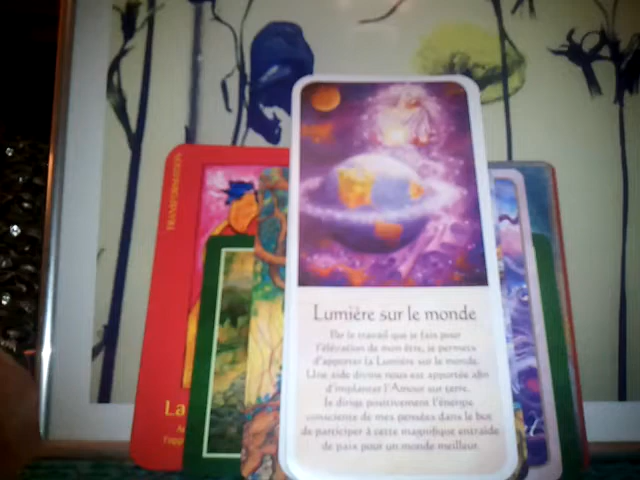 TRANSFORMATION
Lumière sur le monde
Par le travail que je fais pour
l'élévation de mon être, je permets
d'apporter la Lumière sur le monde.
Une aide divine nous est apportée afin
d'implanter l'Amour sur terre.
Je dirige positivement l'énergie
consciente de mes pensées dans le but
de participer à cette magnifique entraide
de paix pour un monde meilleur.
La